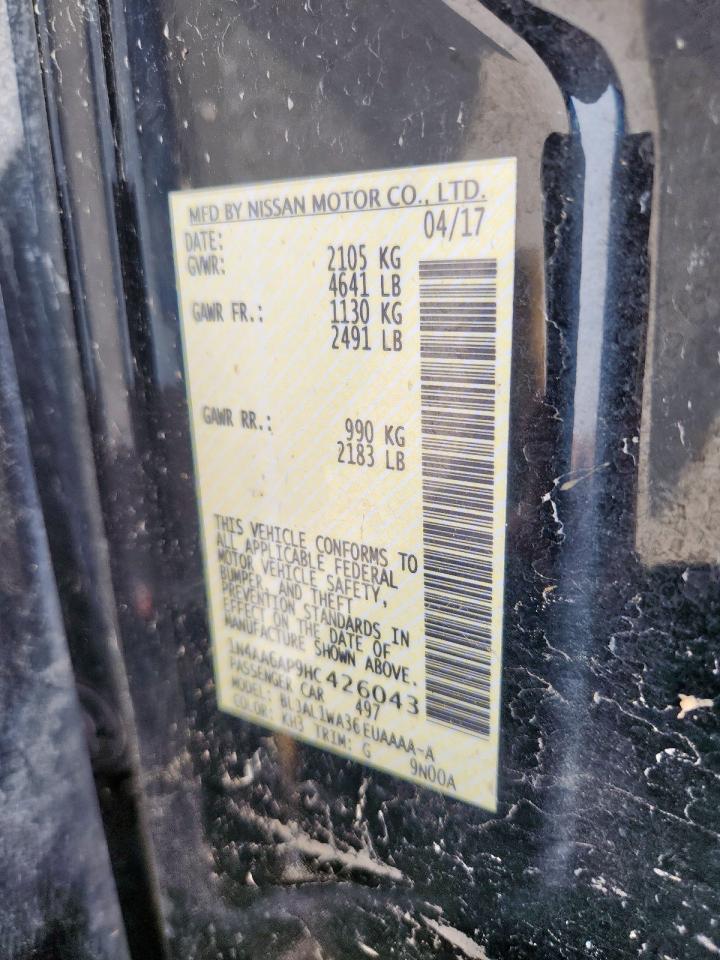 MFD BY NISSAN MOTOR CO., LTD.
DATE: 04/17
GVWR: 2105 KG
4641 LB
GAWR FR.: 1130 KG
2491 LB
GAWR RR.: 990 KG
2183 LB
THIS VEHICLE CONFORMS TO
ALL APPLICABLE FEDERAL
MOTOR VEHICLE SAFETY,
BUMPER, AND THEFT
PREVENTION STANDARDS IN
EFFECT ON THE DATE OF
MANUFACTURE SHOWN ABOVE.
1N4AA6AP9HC426043
PASSENGER CAR 497
MODEL: BLJAL1WA36EUAAAA-A
COLOR: KH3 TRIM: G 9N00A